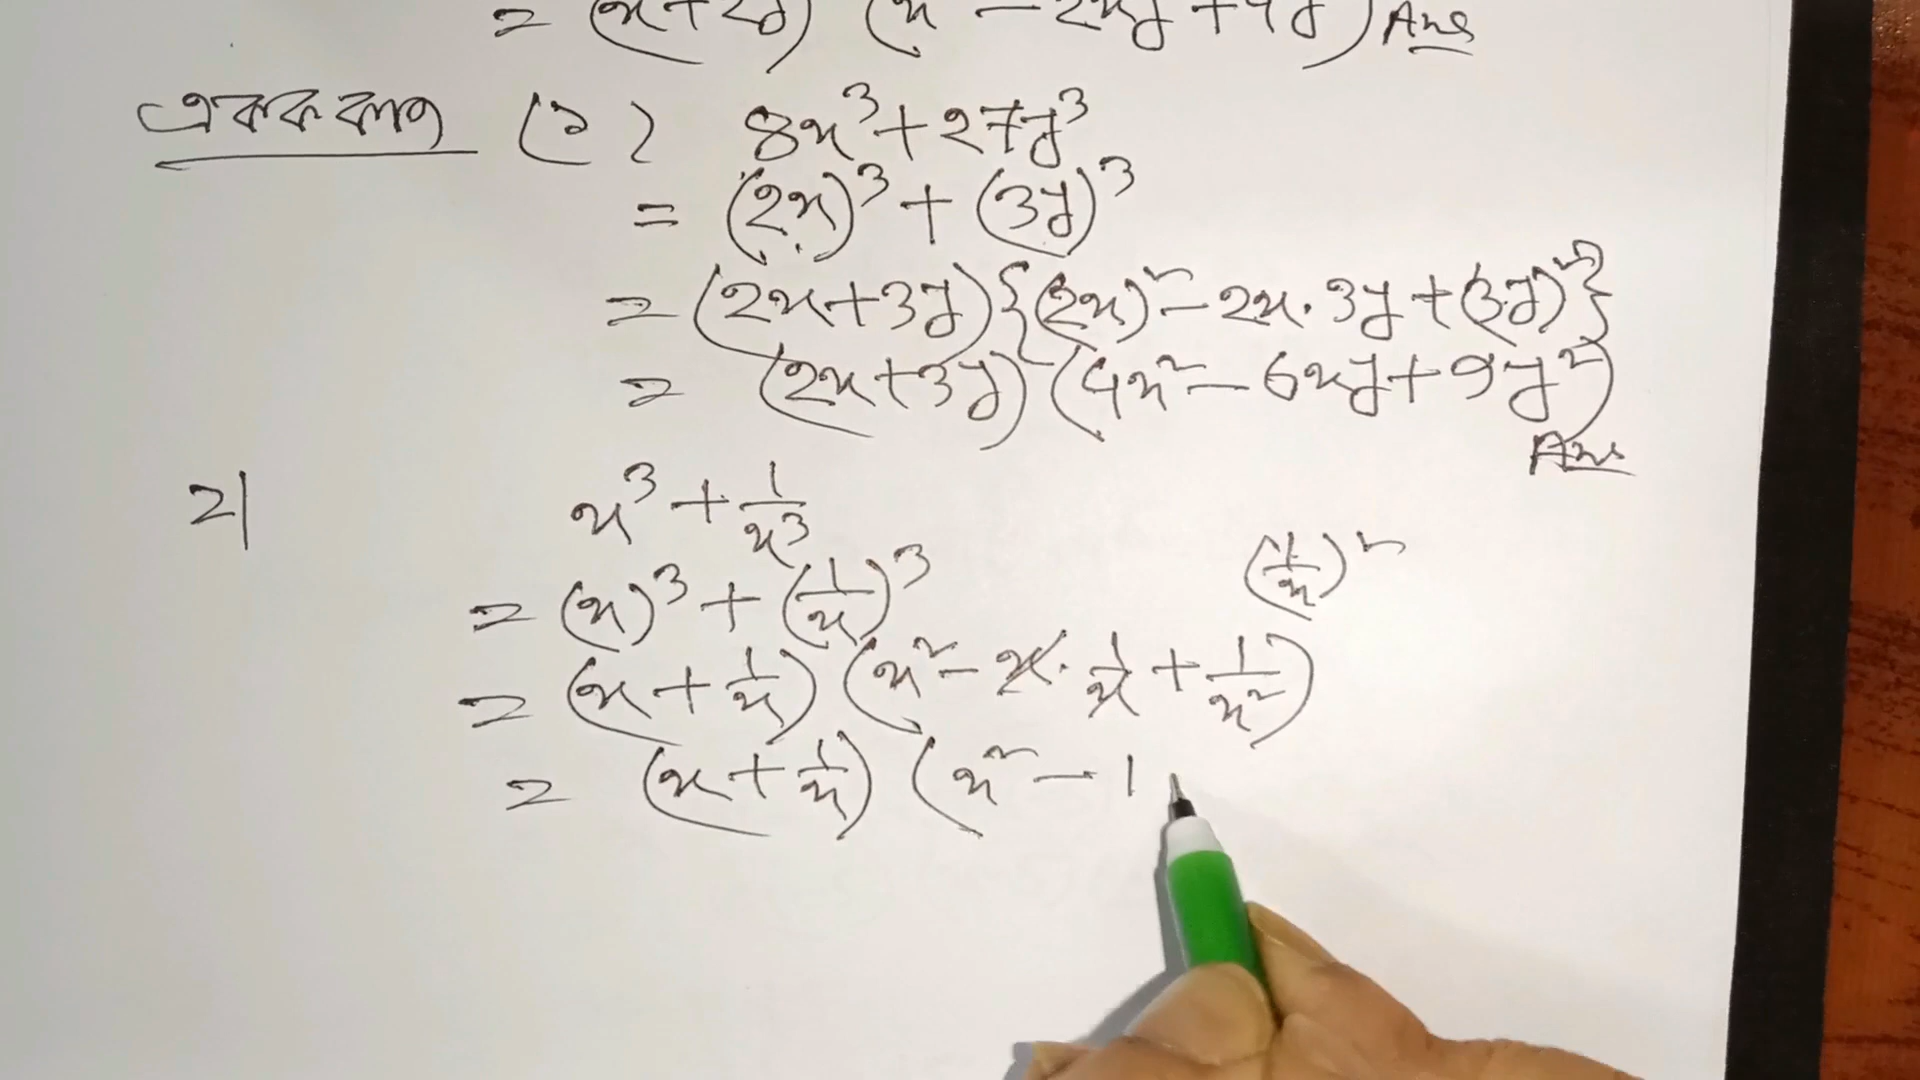 = (x+2y) (x² - 2xy + 4y²) Ans
একক কাজ (১) 8x³+27y³
= (2x)³ + (3y)³
= (2x+3y){(2x)² - 2x·3y + (3y)²}
= (2x+3y) (4x² - 6xy + 9y²)
Ans
2| x³ + 1/x³
= (x)³ + (1/x)³ (1/x)²
= (x + 1/x) (x² - x· 1/x + 1/x²)
= (x + 1/x) (x² - 1